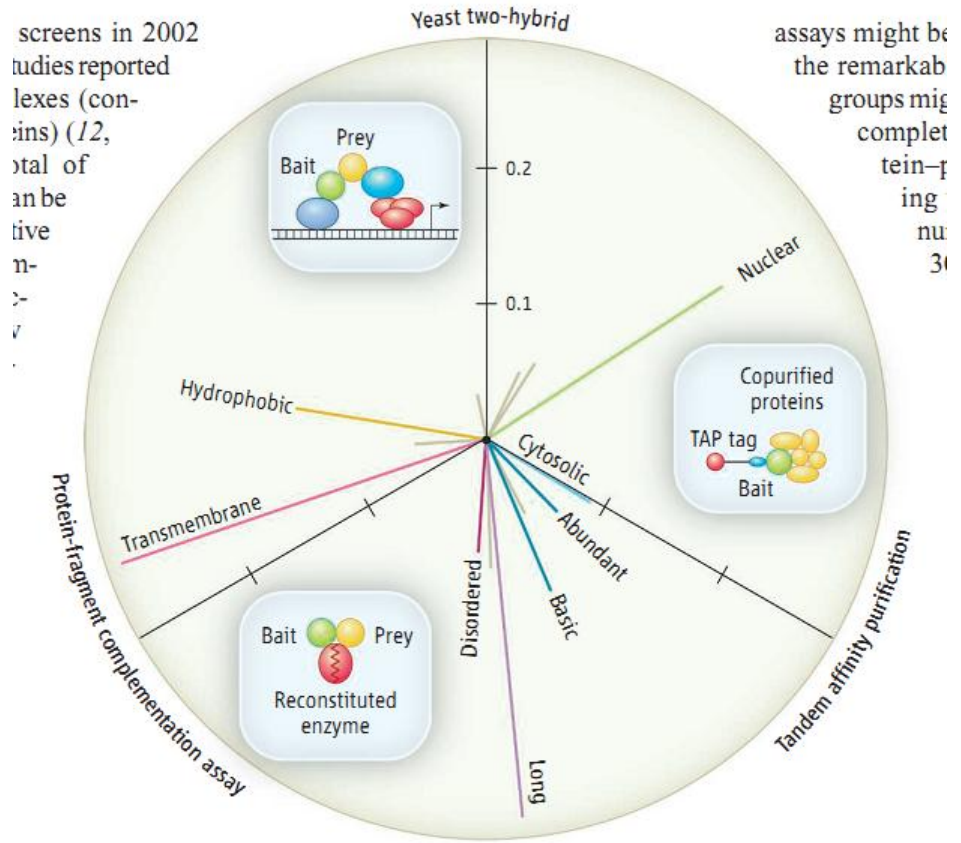 Yeast two-hybrid
screens in 2002
tudies reported
lexes (con-
eins) (12,
otal of
an be
tive
m-
c-
assays might be
the remarkab
groups mig
complet
tein–p
ing
nu
Prey
Bait
0.2
0.1
Nuclear
Hydrophobic
Copurified
proteins
TAP tag
Bait
Cytosolic
Transmembrane
Abundant
Basic
Disordered
Long
Bait
Prey
Reconstituted
enzyme
Protein-fragment complementation assay
Tandem affinity purification